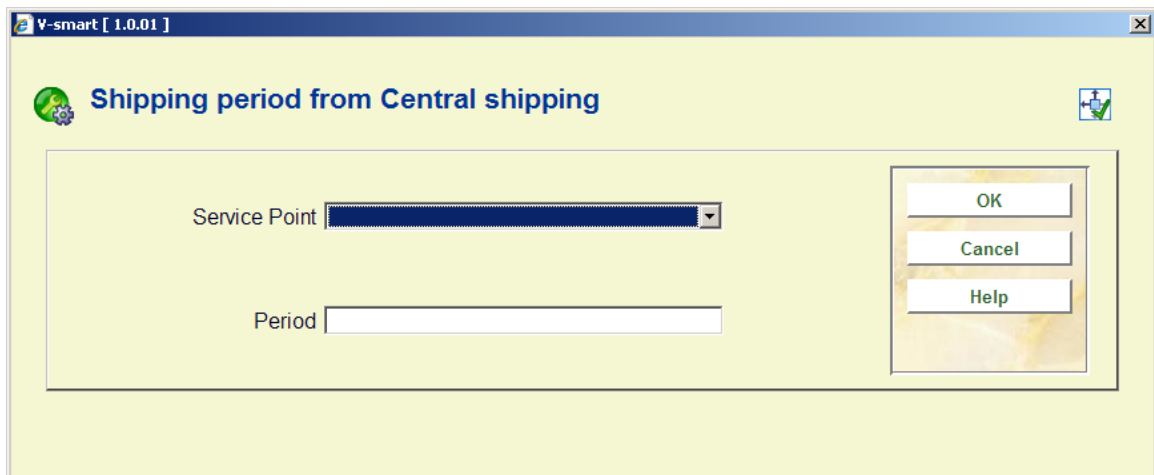 V-smart [ 1.0.01 ]
Shipping period from Central shipping
Service Point
OK
Cancel
Period
Help